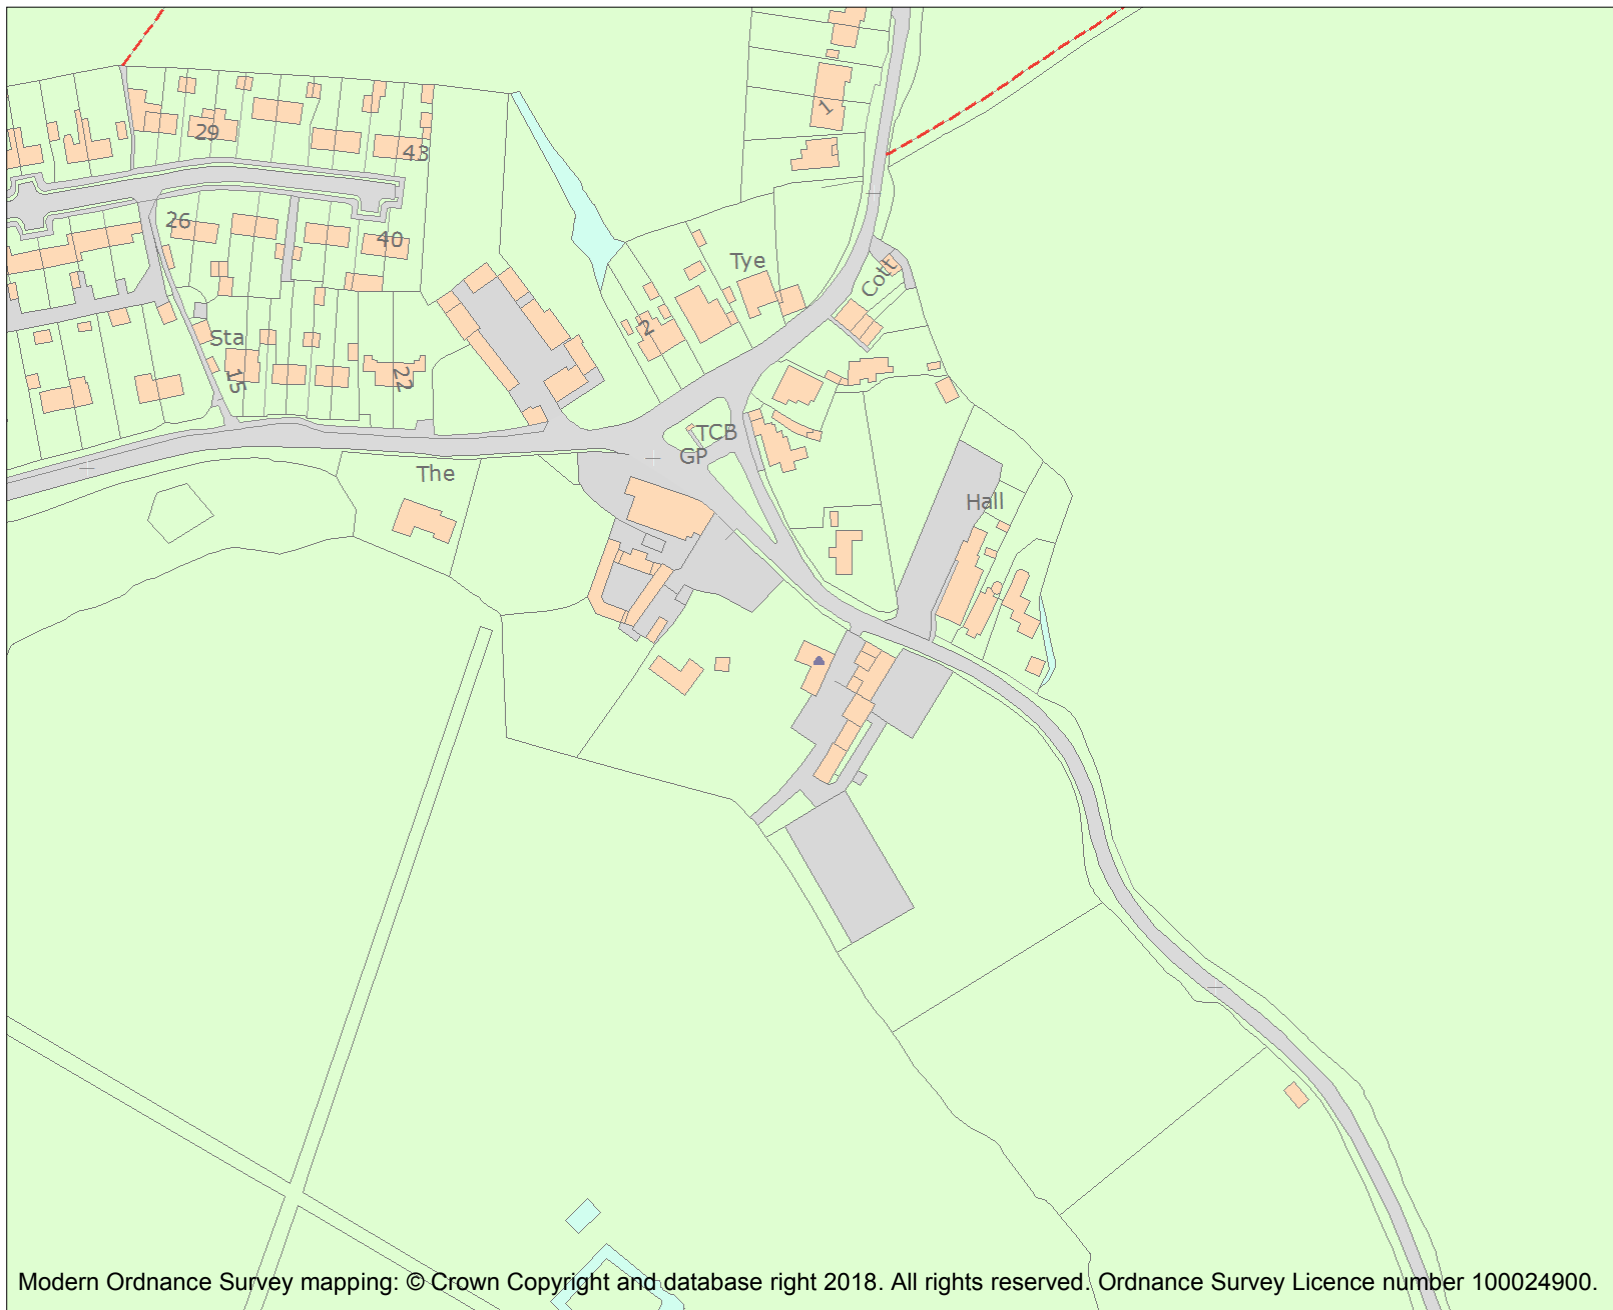 1
29
43
26
40
Tye
Cott
2
Sta
15
22
TCB
GP
The
Hall
Modern Ordnance Survey mapping: © Crown Copyright and database right 2018. All rights reserved. Ordnance Survey Licence number 100024900.